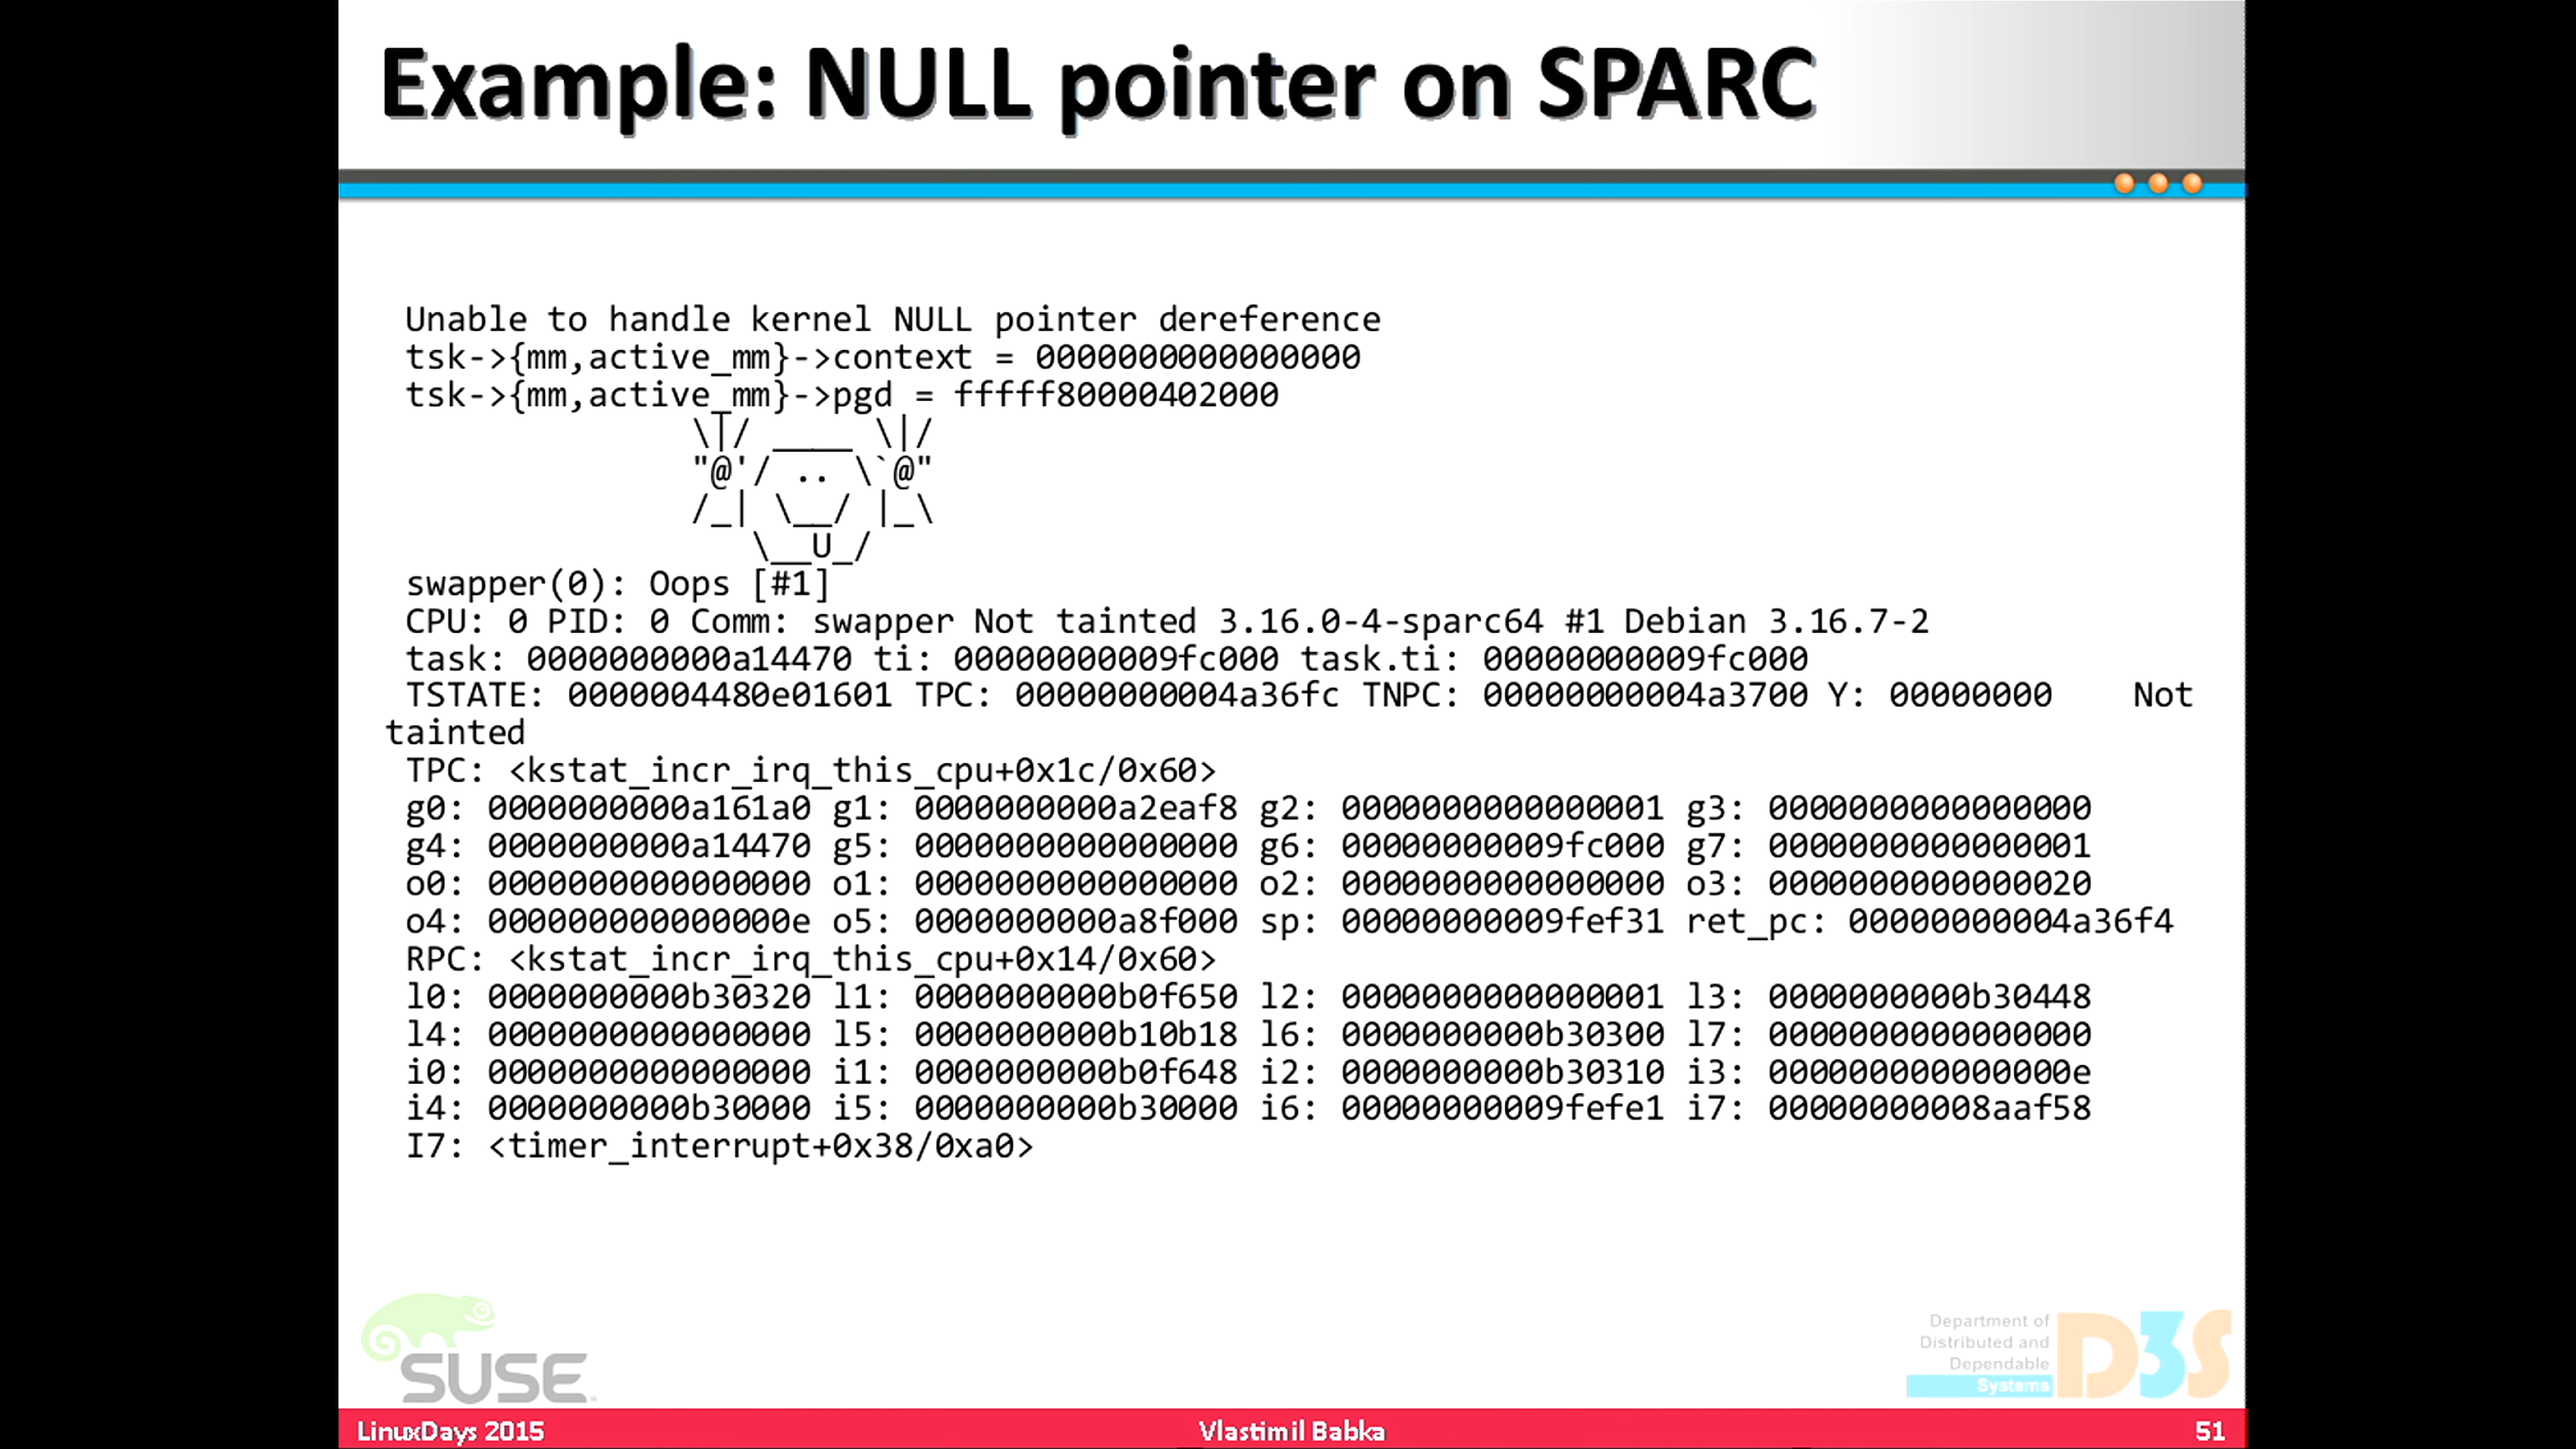 Example: NULL pointer on SPARC
Unable to handle kernel NULL pointer dereference
tsk->{mm,active_mm}->context = 0000000000000000
tsk->{mm,active_mm}->pgd = fffff80000402000
              \|/ ____ \|/
              "@'/ .. \`@"
              /_| \__/ |_\
                 \__U_/
swapper(0): Oops [#1]
CPU: 0 PID: 0 Comm: swapper Not tainted 3.16.0-4-sparc64 #1 Debian 3.16.7-2
task: 0000000000a14470 ti: 00000000009fc000 task.ti: 00000000009fc000
TSTATE: 0000004480e01601 TPC: 00000000004a36fc TNPC: 00000000004a3700 Y: 00000000    Not
tainted
TPC: <kstat_incr_irq_this_cpu+0x1c/0x60>
g0: 0000000000a161a0 g1: 0000000000a2eaf8 g2: 0000000000000001 g3: 0000000000000000
g4: 0000000000a14470 g5: 0000000000000000 g6: 00000000009fc000 g7: 0000000000000001
o0: 0000000000000000 o1: 0000000000000000 o2: 0000000000000000 o3: 0000000000000020
o4: 000000000000000e o5: 0000000000a8f000 sp: 00000000009fef31 ret_pc: 00000000004a36f4
RPC: <kstat_incr_irq_this_cpu+0x14/0x60>
l0: 0000000000b30320 l1: 0000000000b0f650 l2: 0000000000000001 l3: 0000000000b30448
l4: 0000000000000000 l5: 0000000000b10b18 l6: 0000000000b30300 l7: 0000000000000000
i0: 0000000000000000 i1: 0000000000b0f648 i2: 0000000000b30310 i3: 000000000000000e
i4: 0000000000b30000 i5: 0000000000b30000 i6: 00000000009fefe1 i7: 00000000008aaf58
I7: <timer_interrupt+0x38/0xa0>
SUSE
Department of
Distributed and
Dependable
Systems
D3S
LinuxDays 2015
Vlastimil Babka
51